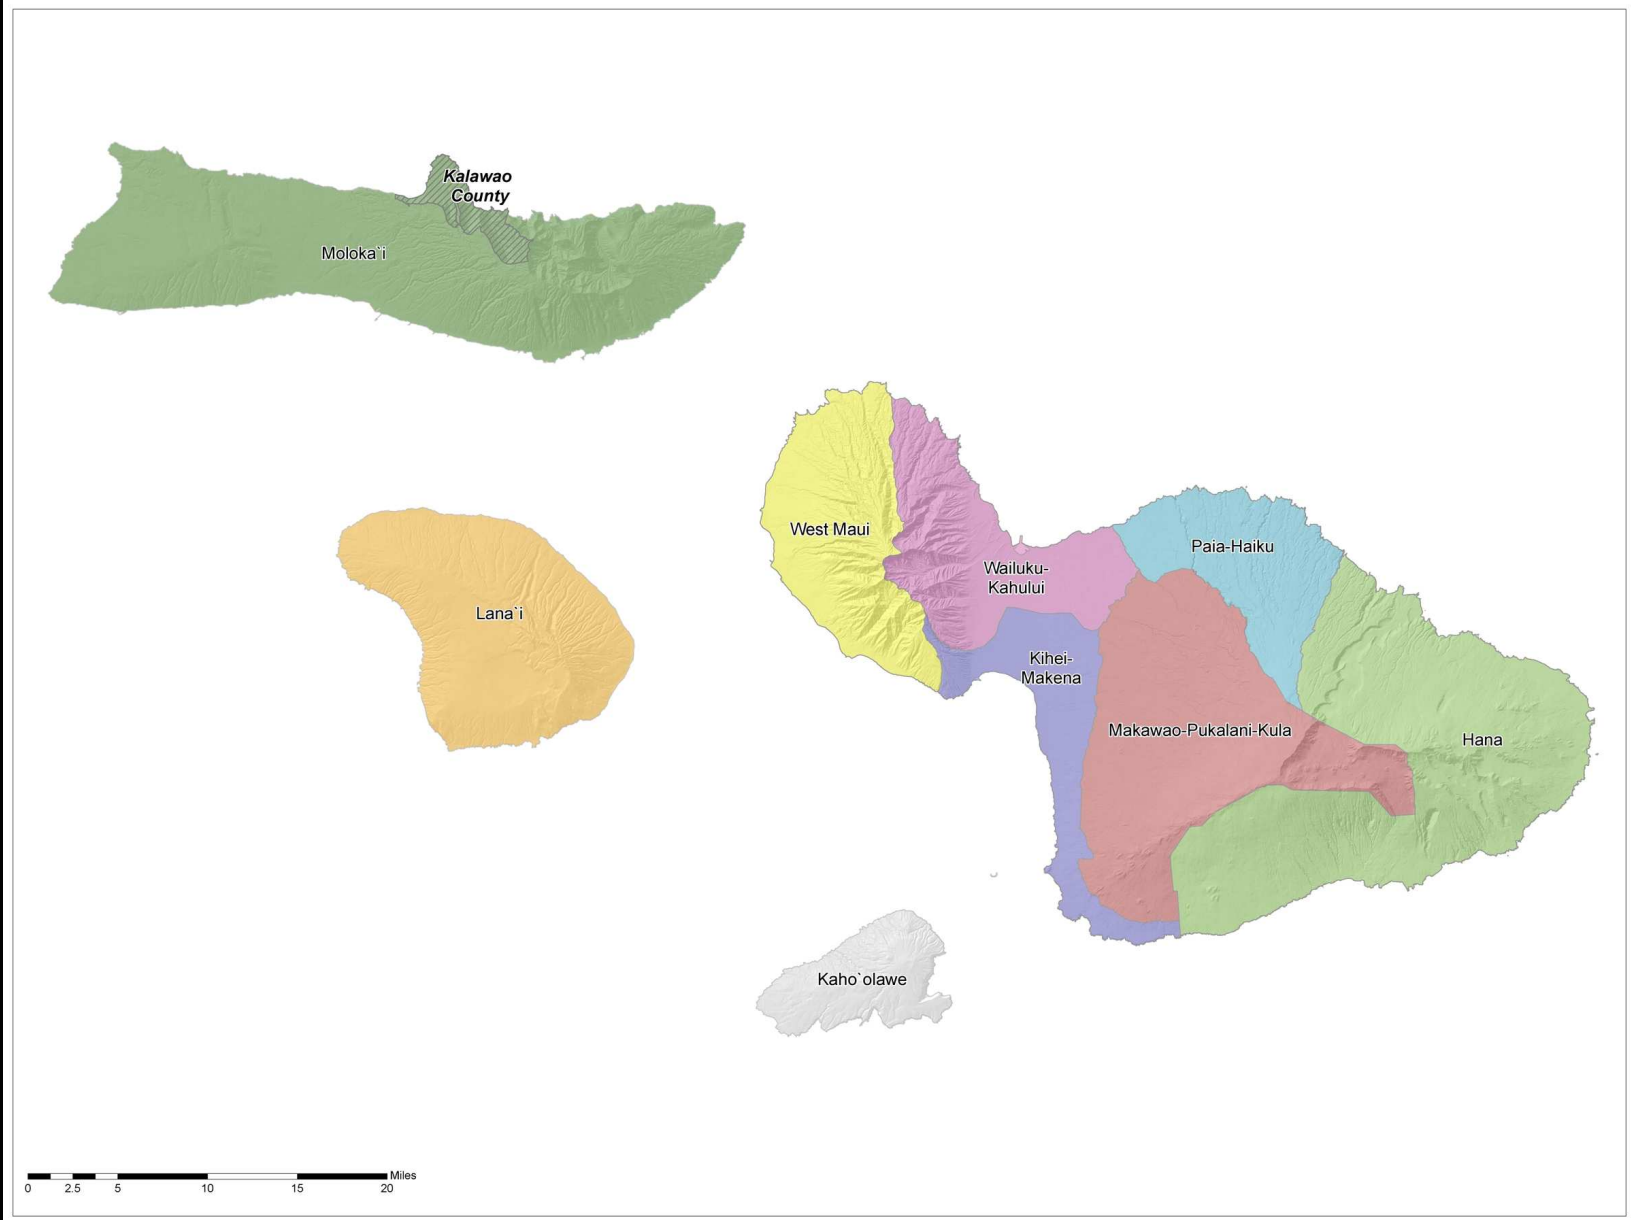 Kalawao
County
Moloka`i
West Maui
Paia-Haiku
Wailuku-
Kahului
Lana`i
Kihei-
Makena
Makawao-Pukalani-Kula
Hana
Kaho`olawe
Miles
0 2.5 5 10 15 20